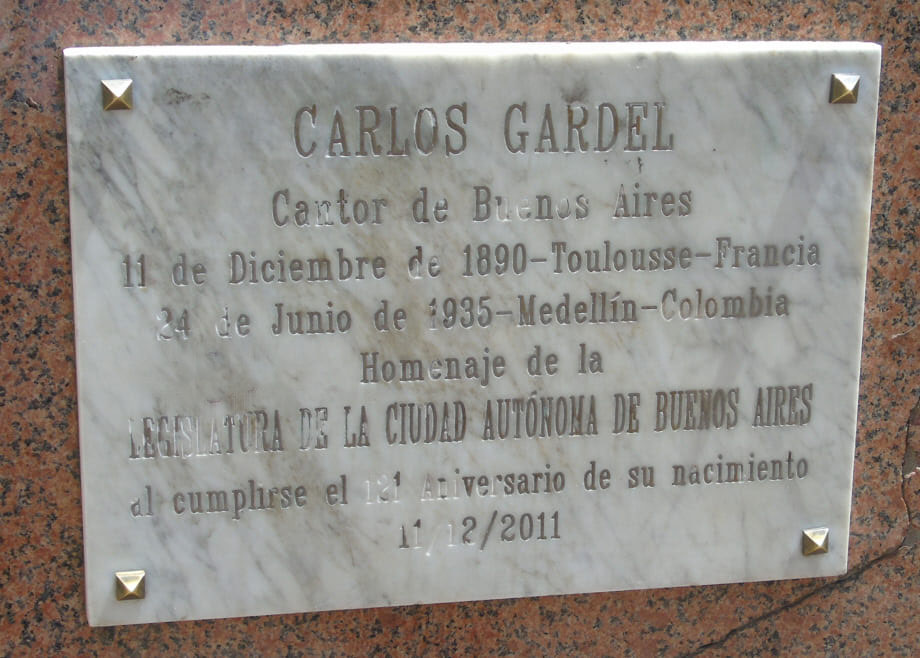 CARLOS GARDEL
Cantor de Buenos Aires
11 de Diciembre de 1890-Toulousse-Francia
24 de Junio de 1935-Medellín-Colombia
Homenaje de la
LEGISLATURA DE LA CIUDAD AUTÓNOMA DE BUENOS AIRES
al cumplirse el 121 Aniversario de su nacimiento
11/12/2011